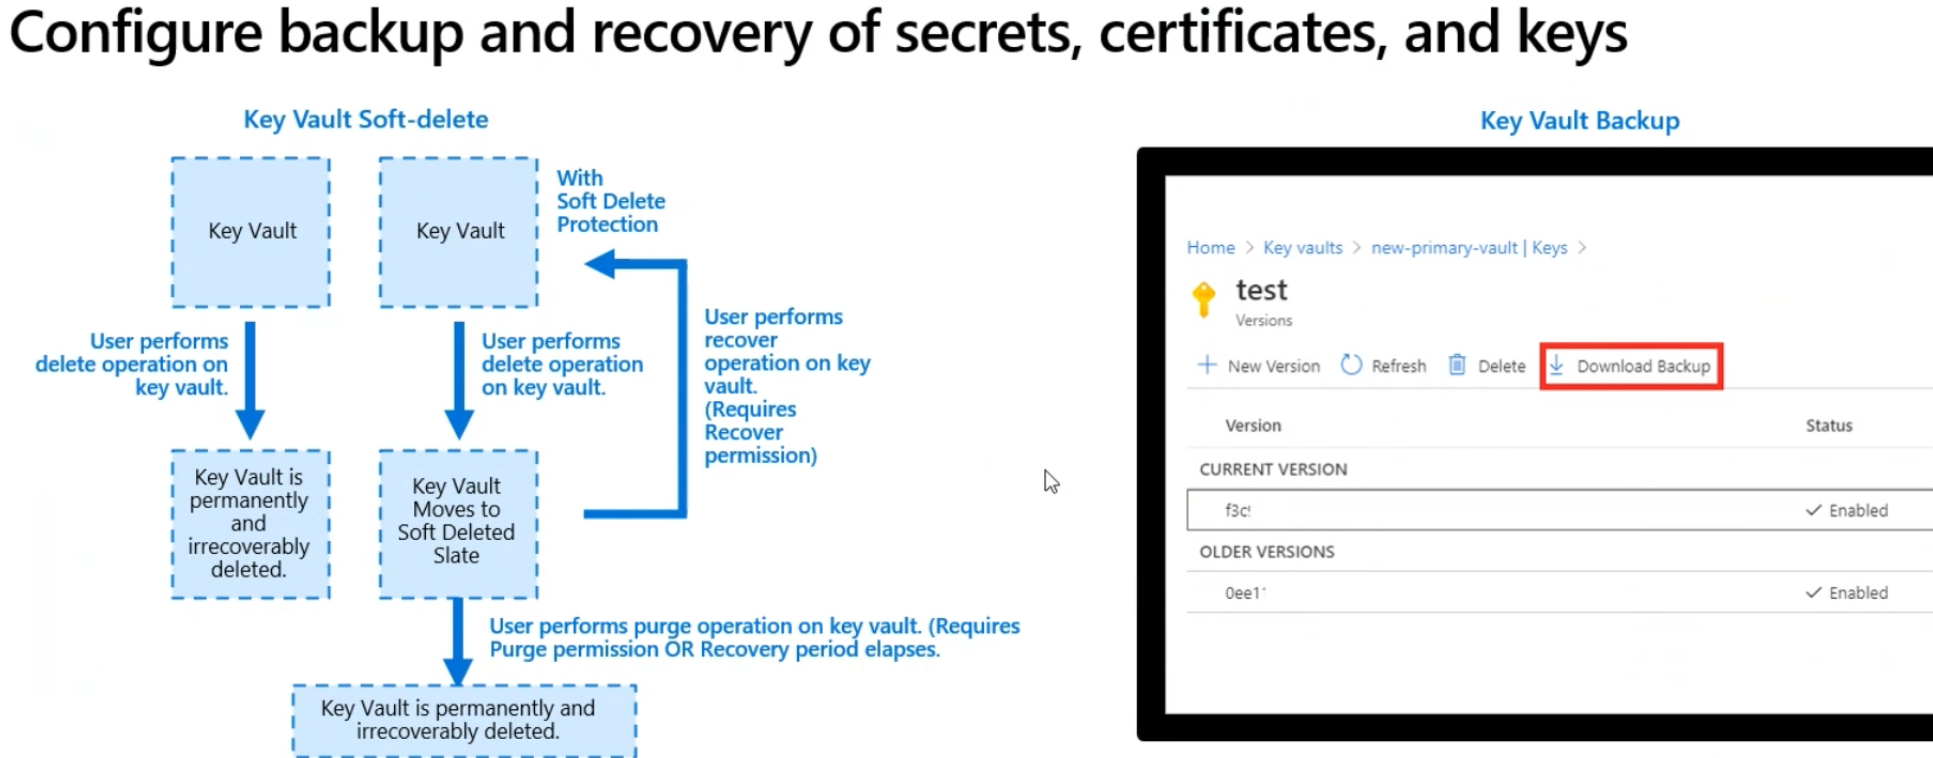 Configure backup and recovery of secrets, certificates, and keys
Key Vault Soft-delete
Key Vault
Key Vault
With
Soft Delete
Protection
User performs
delete operation on
key vault.
User performs
delete operation
on key vault.
User performs
recover
operation on key
vault.
(Requires
Recover
permission)
Key Vault is
permanently
and
irrecoverably
deleted.
Key Vault
Moves to
Soft Deleted
Slate
User performs purge operation on key vault. (Requires
Purge permission OR Recovery period elapses.
Key Vault is permanently and
irrecoverably deleted.
Key Vault Backup
Home > Key vaults > new-primary-vault | Keys >
test
Versions
+ New Version Refresh Delete Download Backup
Version Status
CURRENT VERSION
f3c Enabled
OLDER VERSIONS
0ee1 Enabled